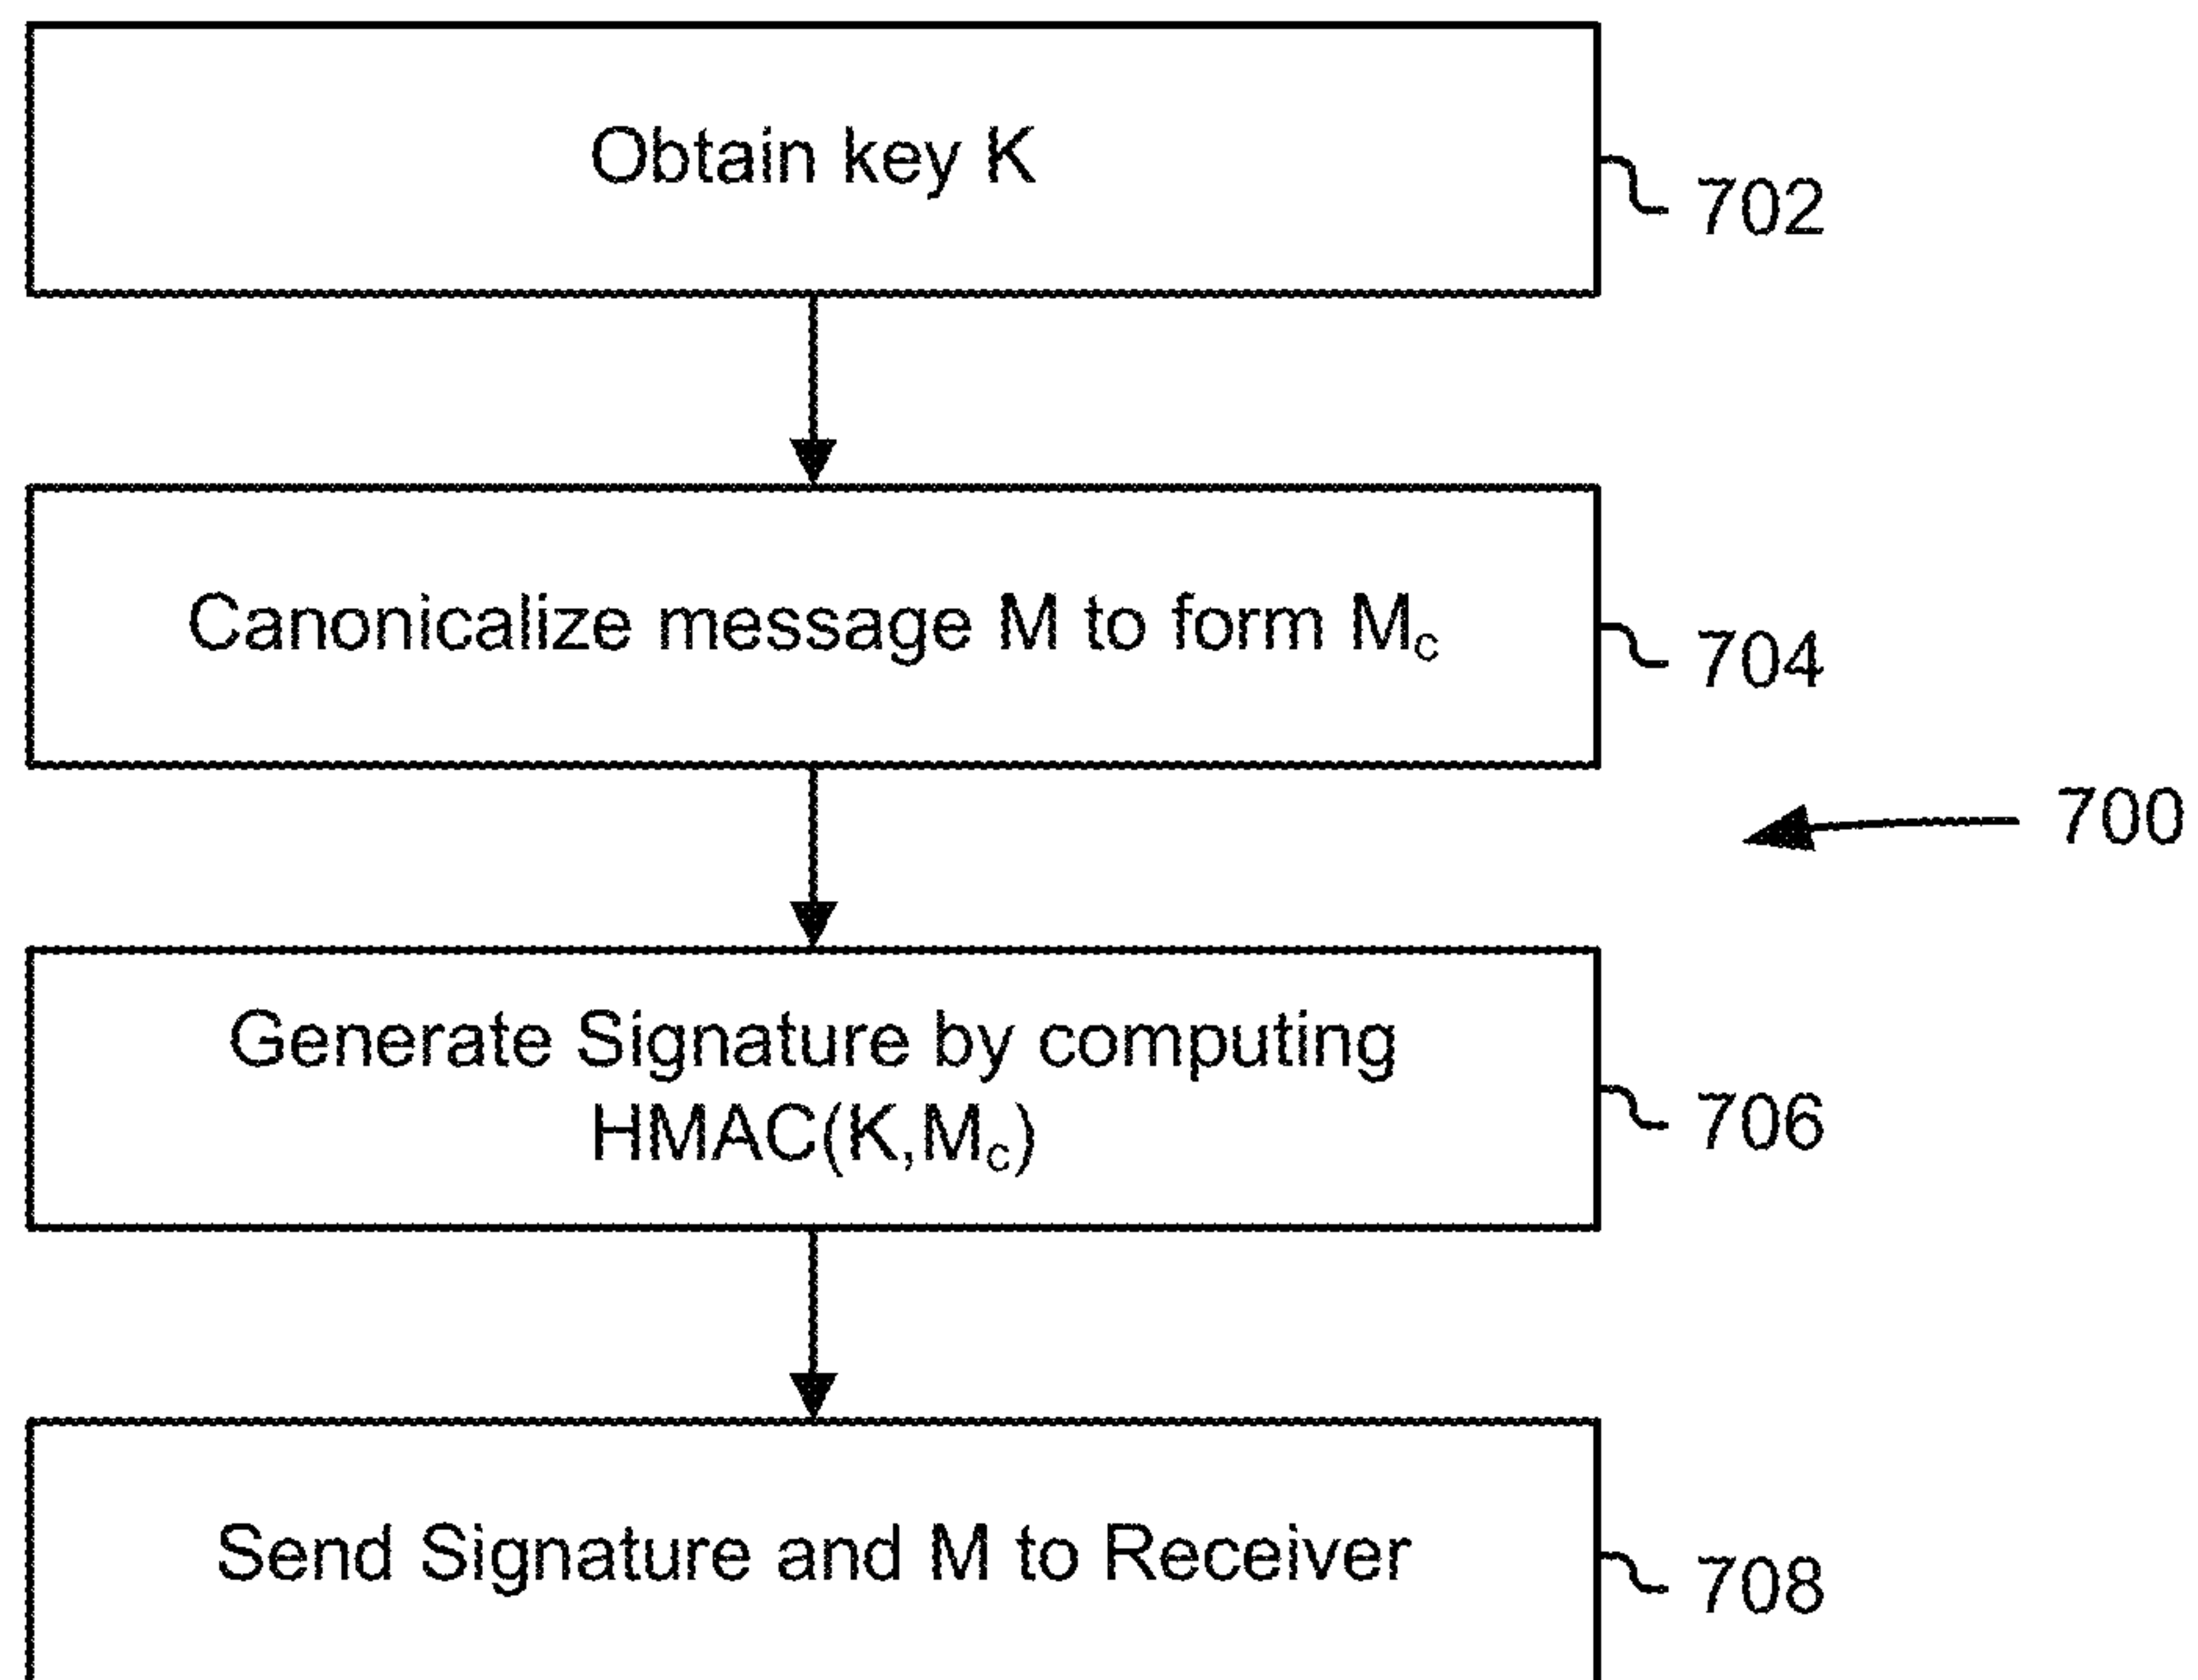 Obtain key K
702
Canonicalize message M to form Mc
704
700
Generate Signature by computing
HMAC(K,Mc)
706
Send Signature and M to Receiver
708